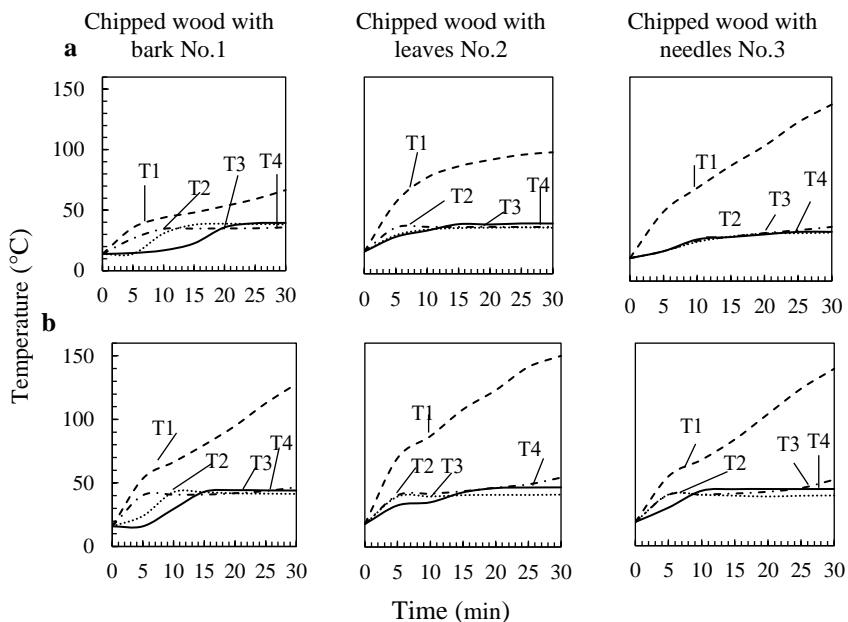 Chipped wood with
bark No.1
Chipped wood with
leaves No.2
Chipped wood with
needles No.3
a
150
100
50
0
T1
T2
T3
T4
0 5 10 15 20 25 30
T1
T2
T3
T4
0 5 10 15 20 25 30
T1
T2
T3
T4
0 5 10 15 20 25 30
Temperature (°C)
b
150
100
50
0
T1
T2
T3
T4
0 5 10 15 20 25 30
T1
T2
T3
T4
0 5 10 15 20 25 30
T1
T2
T3
T4
0 5 10 15 20 25 30
Time (min)